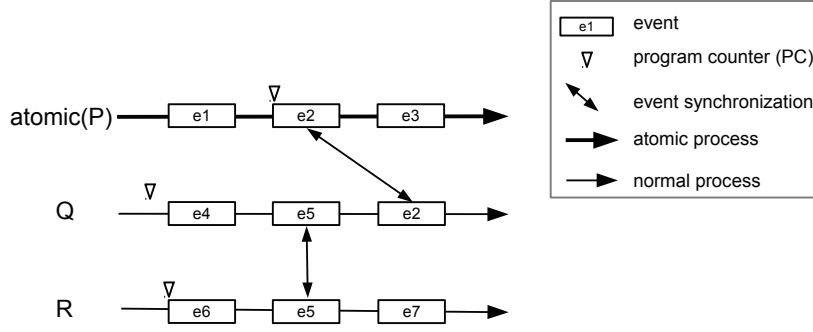 atomic(P) e1 e2 e3
Q e4 e5 e2
R e6 e5 e7
e1 event
program counter (PC)
event synchronization
atomic process
normal process